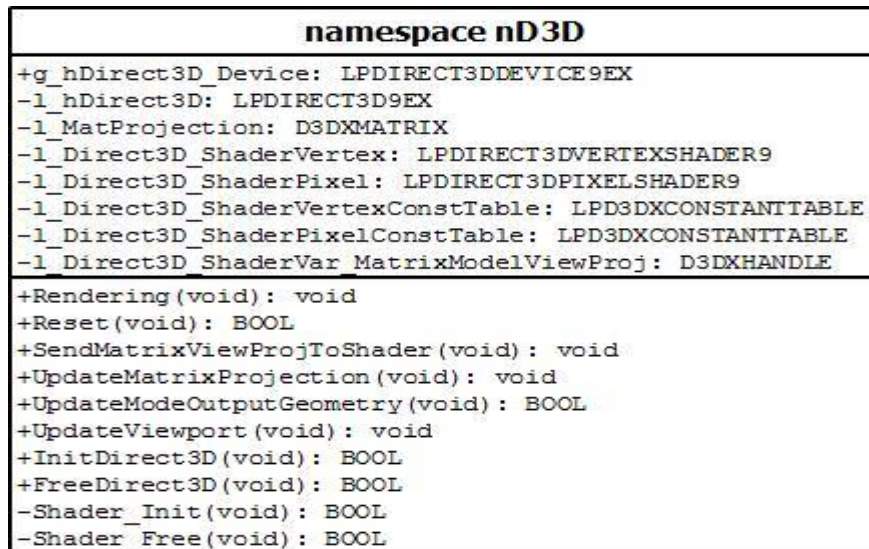 namespace nD3D
+g_hDirect3D_Device: LPDIRECT3DDEVICE9EX
-l_hDirect3D: LPDIRECT3D9EX
-l_MatProjection: D3DXMATRIX
-l_Direct3D_ShaderVertex: LPDIRECT3DVERTEXSHADER9
-l_Direct3D_ShaderPixel: LPDIRECT3DPIXELSHADER9
-l_Direct3D_ShaderVertexConstTable: LPD3DXCONSTANTTABLE
-l_Direct3D_ShaderPixelConstTable: LPD3DXCONSTANTTABLE
-l_Direct3D_ShaderVar_MatrixModelViewProj: D3DXHANDLE
+Rendering(void): void
+Reset(void): BOOL
+SendMatrixViewProjToShader(void): void
+UpdateMatrixProjection(void): void
+UpdateModeOutputGeometry(void): BOOL
+UpdateViewport(void): void
+InitDirect3D(void): BOOL
+FreeDirect3D(void): BOOL
-Shader_Init(void): BOOL
-Shader_Free(void): BOOL